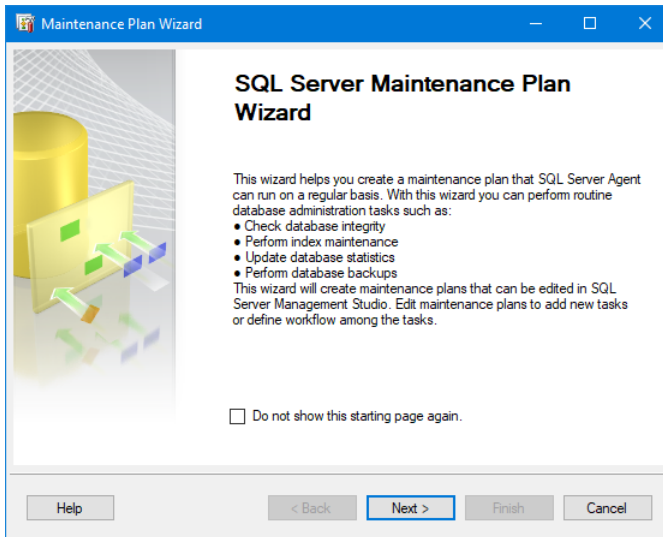 Maintenance Plan Wizard
SQL Server Maintenance Plan
Wizard
This wizard helps you create a maintenance plan that SQL Server Agent
can run on a regular basis. With this wizard you can perform routine
database administration tasks such as:
● Check database integrity
● Perform index maintenance
● Update database statistics
● Perform database backups
This wizard will create maintenance plans that can be edited in SQL
Server Management Studio. Edit maintenance plans to add new tasks
or define workflow among the tasks.
Do not show this starting page again.
Help < Back Next > Finish Cancel